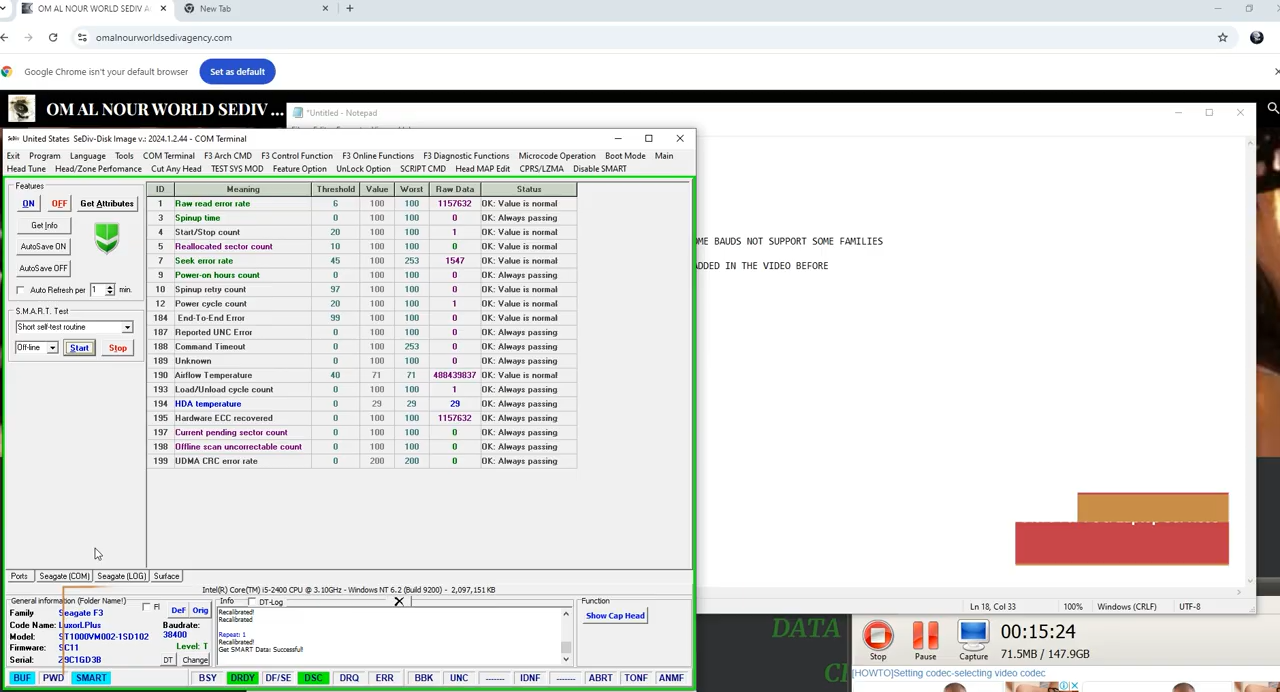 OM AL NOUR WORLD SEDIV A
New Tab
omalnourworldsedivagency.com
Google Chrome isn't your default browser
Set as default
OM AL NOUR WORLD SEDIV ...
*Untitled - Notepad
United States SeDiv-Disk Image v.: 2024.1.2.44 - COM Terminal
Exit Program Language Tools COM Terminal F3 Arch CMD F3 Control Function F3 Online Functions F3 Diagnostic Functions Microcode Operation Boot Mode Main
Head Tune Head/Zone Perfomance Cut Any Head TEST SYS MOD Feature Option UnLock Option SCRIPT CMD Head MAP Edit CPRS/LZMA Disable SMART
Features
ON OFF Get Attributes
Get Info
AutoSave ON
AutoSave OFF
Auto Refresh per 1 min.
S.M.A.R.T. Test
Short self-test routine
Off-line Start Stop
ID Meaning Threshold Value Worst Raw Data Status
1 Raw read error rate 6 100 100 1157632 OK: Value is normal
3 Spinup time 0 100 100 0 OK: Always passing
4 Start/Stop count 20 100 100 1 OK: Value is normal
5 Reallocated sector count 10 100 100 0 OK: Value is normal
7 Seek error rate 45 100 253 1547 OK: Value is normal
9 Power-on hours count 0 100 100 0 OK: Always passing
10 Spinup retry count 97 100 100 0 OK: Value is normal
12 Power cycle count 20 100 100 1 OK: Value is normal
184 End-To-End Error 99 100 100 0 OK: Value is normal
187 Reported UNC Error 0 100 100 0 OK: Always passing
188 Command Timeout 0 100 253 0 OK: Always passing
189 Unknown 0 100 100 0 OK: Always passing
190 Airflow Temperature 40 71 71 488439837 OK: Value is normal
193 Load/Unload cycle count 0 100 100 1 OK: Always passing
194 HDA temperature 0 29 29 29 OK: Always passing
195 Hardware ECC recovered 0 100 100 1157632 OK: Always passing
197 Current pending sector count 0 100 100 0 OK: Always passing
198 Offline scan uncorrectable count 0 100 100 0 OK: Always passing
199 UDMA CRC error rate 0 200 200 0 OK: Always passing
ME BAUDS NOT SUPPORT SOME FAMILIES
ADDED IN THE VIDEO BEFORE
Ports Seagate (COM) Seagate (LOG) Surface
Intel(R) Core(TM) i5-2400 CPU @ 3.10GHz - Windows NT 6.2 (Build 9200) - 2,097,151 KB
General information (Folder Name!) Fl
Family Seagate F3 DeF Orig
Code Name: LuxorI.Plus Baudrate:
Model: ST1000VM002-1SD102 38400
Firmware: SC11 Level: T
Serial: Z9C1GD3B DT Change
Info DT-Log
Recalibrated!
Recalibrated
Repeat: 1
Recalibrated!
Get SMART Data: Successful!
Function
Show Cap Head
BUF PWD SMART BSY DRDY DF/SE DSC DRQ ERR BBK UNC ------- IDNF ------- ABRT TONF ANMF
Ln 18, Col 33 100% Windows (CRLF) UTF-8
DATA
Stop Pause Capture
00:15:24
71.5MB / 147.9GB
[HOWTO]Setting codec-selecting video codec